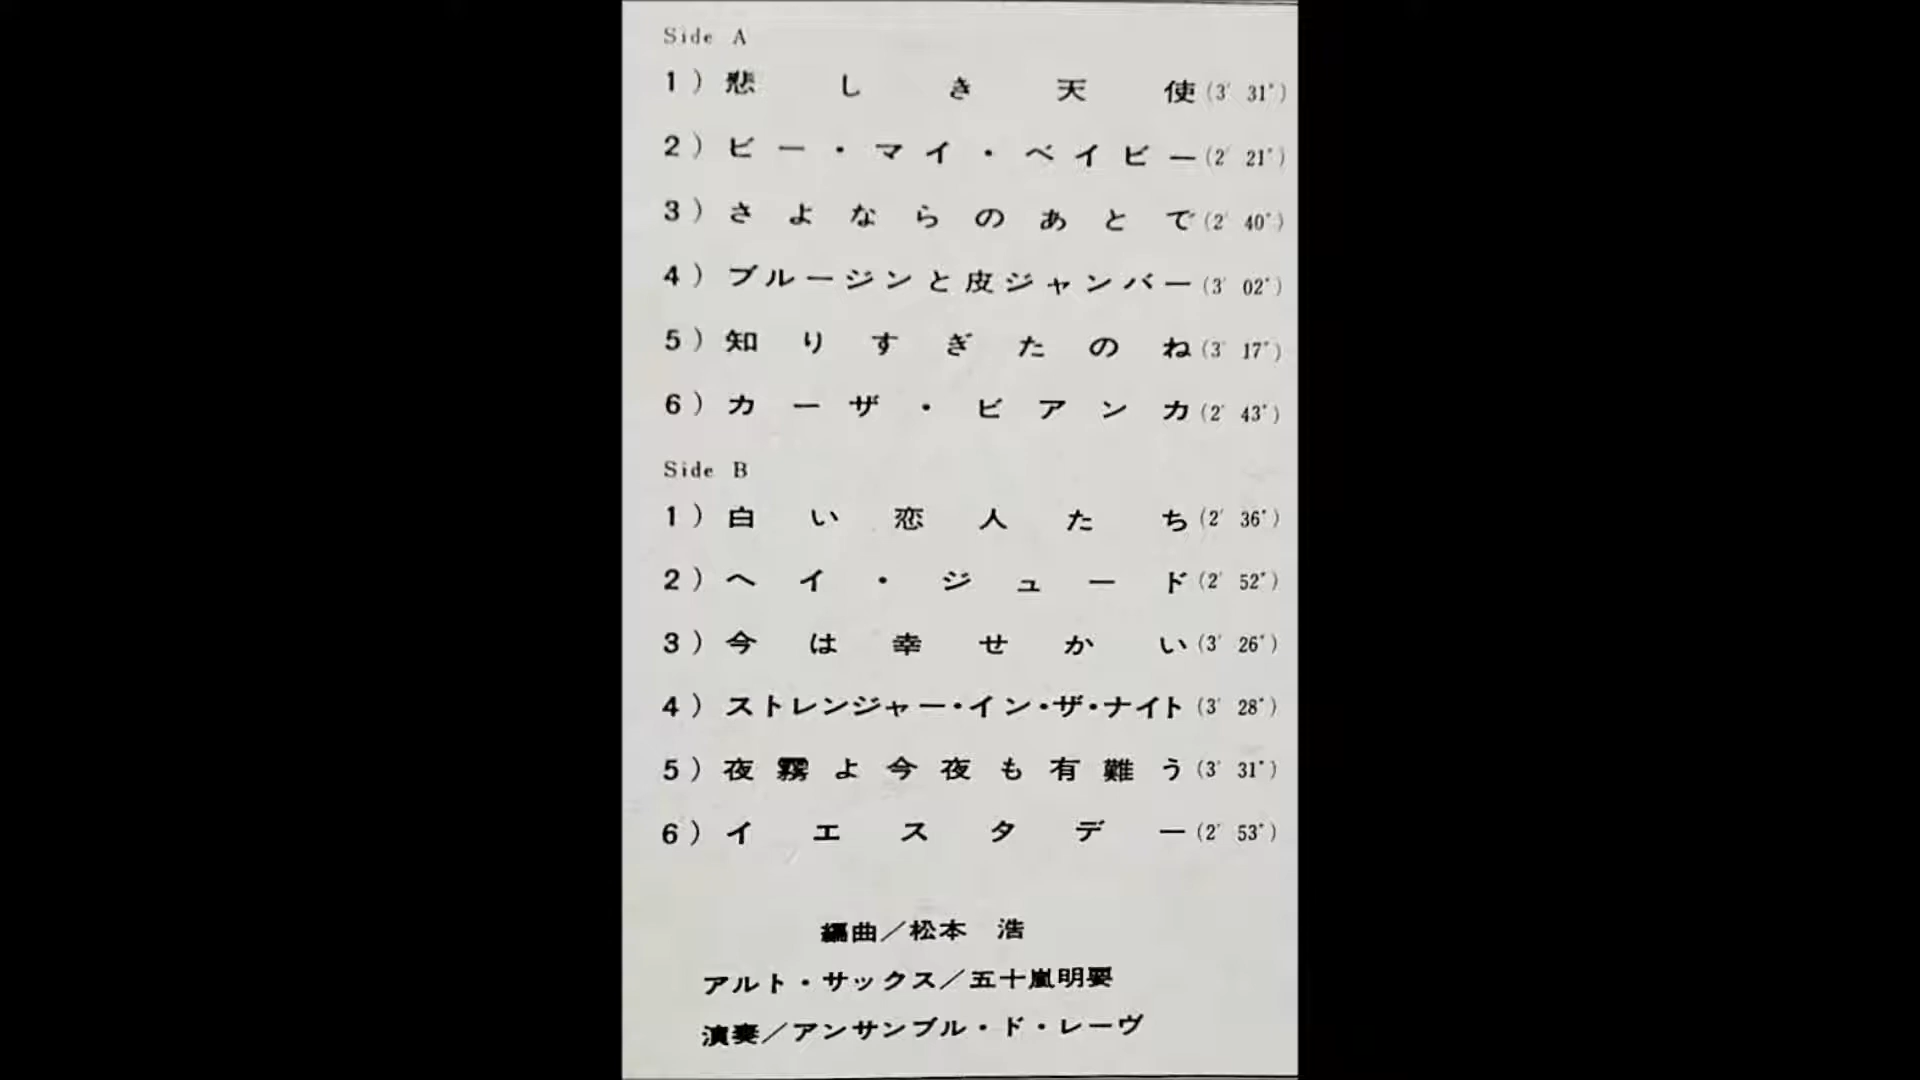 Side A
1) 悲しき天使 (3′ 31″)
2) ビー・マイ・ベイビー (2′ 21″)
3) さよならのあとで (2′ 40″)
4) ブルージンと皮ジャンバー (3′ 02″)
5) 知りすぎたのね (3′ 17″)
6) カーザ・ビアンカ (2′ 43″)
Side B
1) 白い恋人たち (2′ 36″)
2) ヘイ・ジュード (2′ 52″)
3) 今は幸せかい (3′ 26″)
4) ストレンジャー・イン・ザ・ナイト (3′ 28″)
5) 夜霧よ今夜も有難う (3′ 31″)
6) イエスタデー (2′ 53″)
編曲／松本 浩
アルト・サックス／五十嵐明要
演奏／アンサンブル・ド・レーヴ